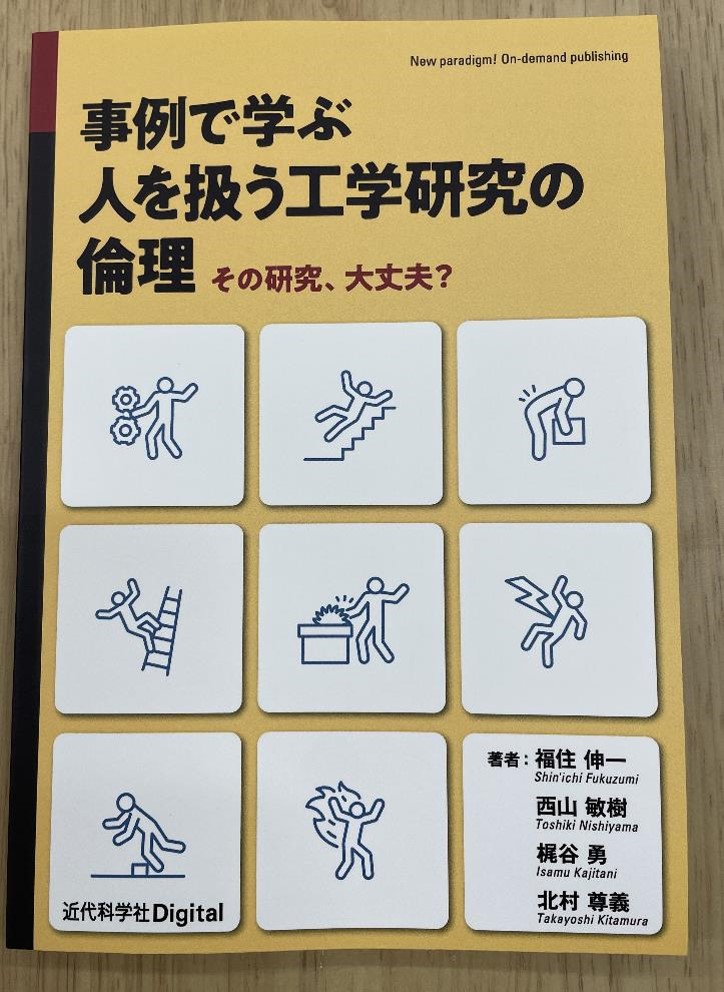 New paradigm! On-demand publishing
事例で学ぶ
人を扱う工学研究の
倫理 その研究、大丈夫？
著者：福住 伸一
Shin'ichi Fukuzumi
西山 敏樹
Toshiki Nishiyama
梶谷 勇
Isamu Kajitani
北村 尊義
Takayoshi Kitamura
近代科学社Digital